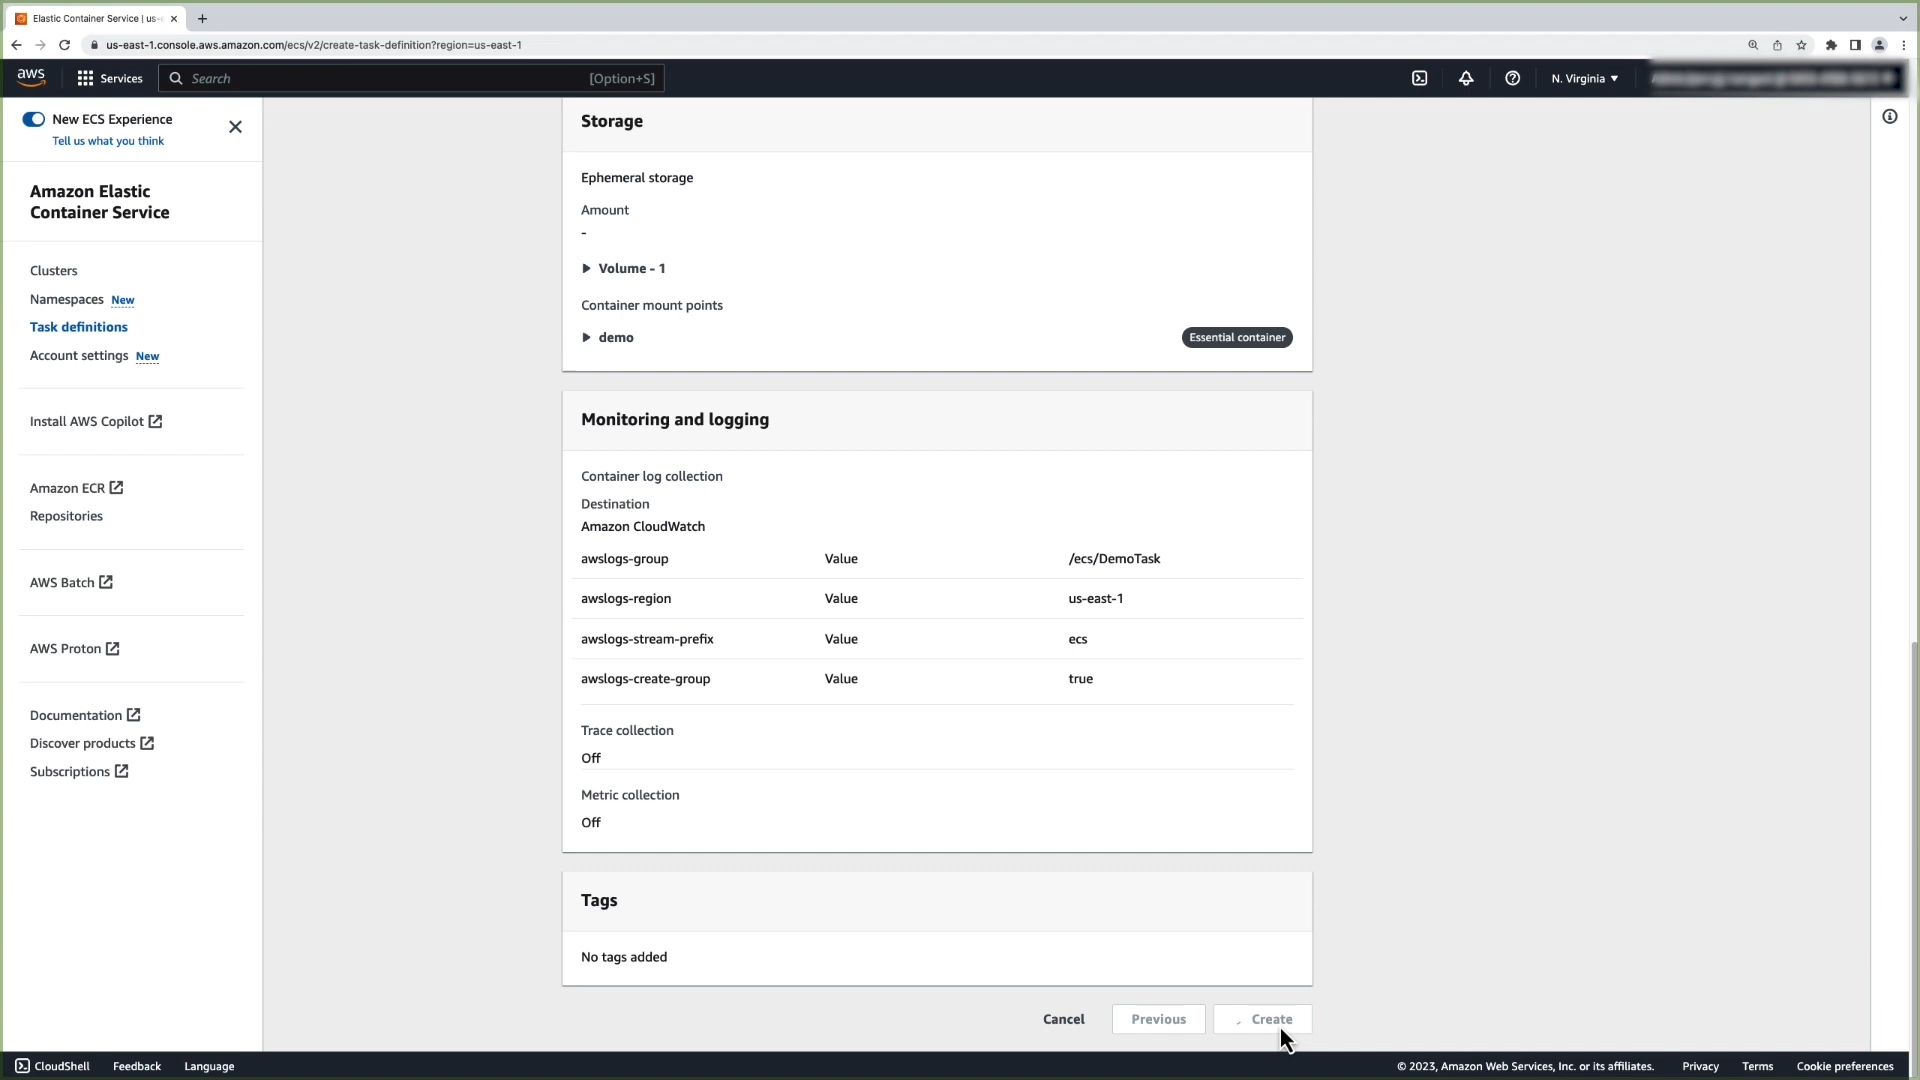 Elastic Container Service | us-
us-east-1.console.aws.amazon.com/ecs/v2/create-task-definition?region=us-east-1
aws
Services
Search
[Option+S]
N. Virginia
New ECS Experience
Tell us what you think
Amazon Elastic
Container Service
Clusters
Namespaces New
Task definitions
Account settings New
Install AWS Copilot
Amazon ECR
Repositories
AWS Batch
AWS Proton
Documentation
Discover products
Subscriptions
Storage
Ephemeral storage
Amount
-
Volume - 1
Container mount points
demo
Essential container
Monitoring and logging
Container log collection
Destination
Amazon CloudWatch
awslogs-group Value /ecs/DemoTask
awslogs-region Value us-east-1
awslogs-stream-prefix Value ecs
awslogs-create-group Value true
Trace collection
Off
Metric collection
Off
Tags
No tags added
Cancel
Previous
Create
CloudShell
Feedback
Language
© 2023, Amazon Web Services, Inc. or its affiliates.
Privacy
Terms
Cookie preferences